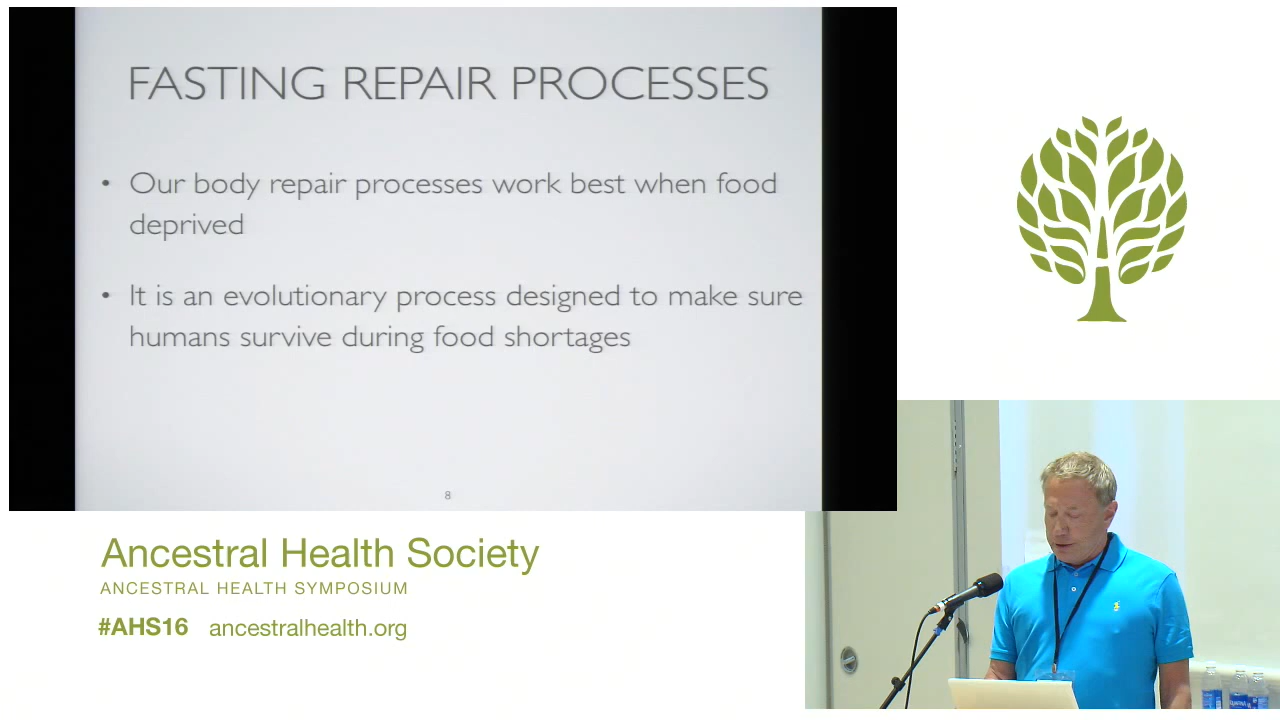 FASTING REPAIR PROCESSES
• Our body repair processes work best when food
deprived
• It is an evolutionary process designed to make sure
humans survive during food shortages
8
Ancestral Health Society
ANCESTRAL HEALTH SYMPOSIUM
#AHS16 ancestralhealth.org